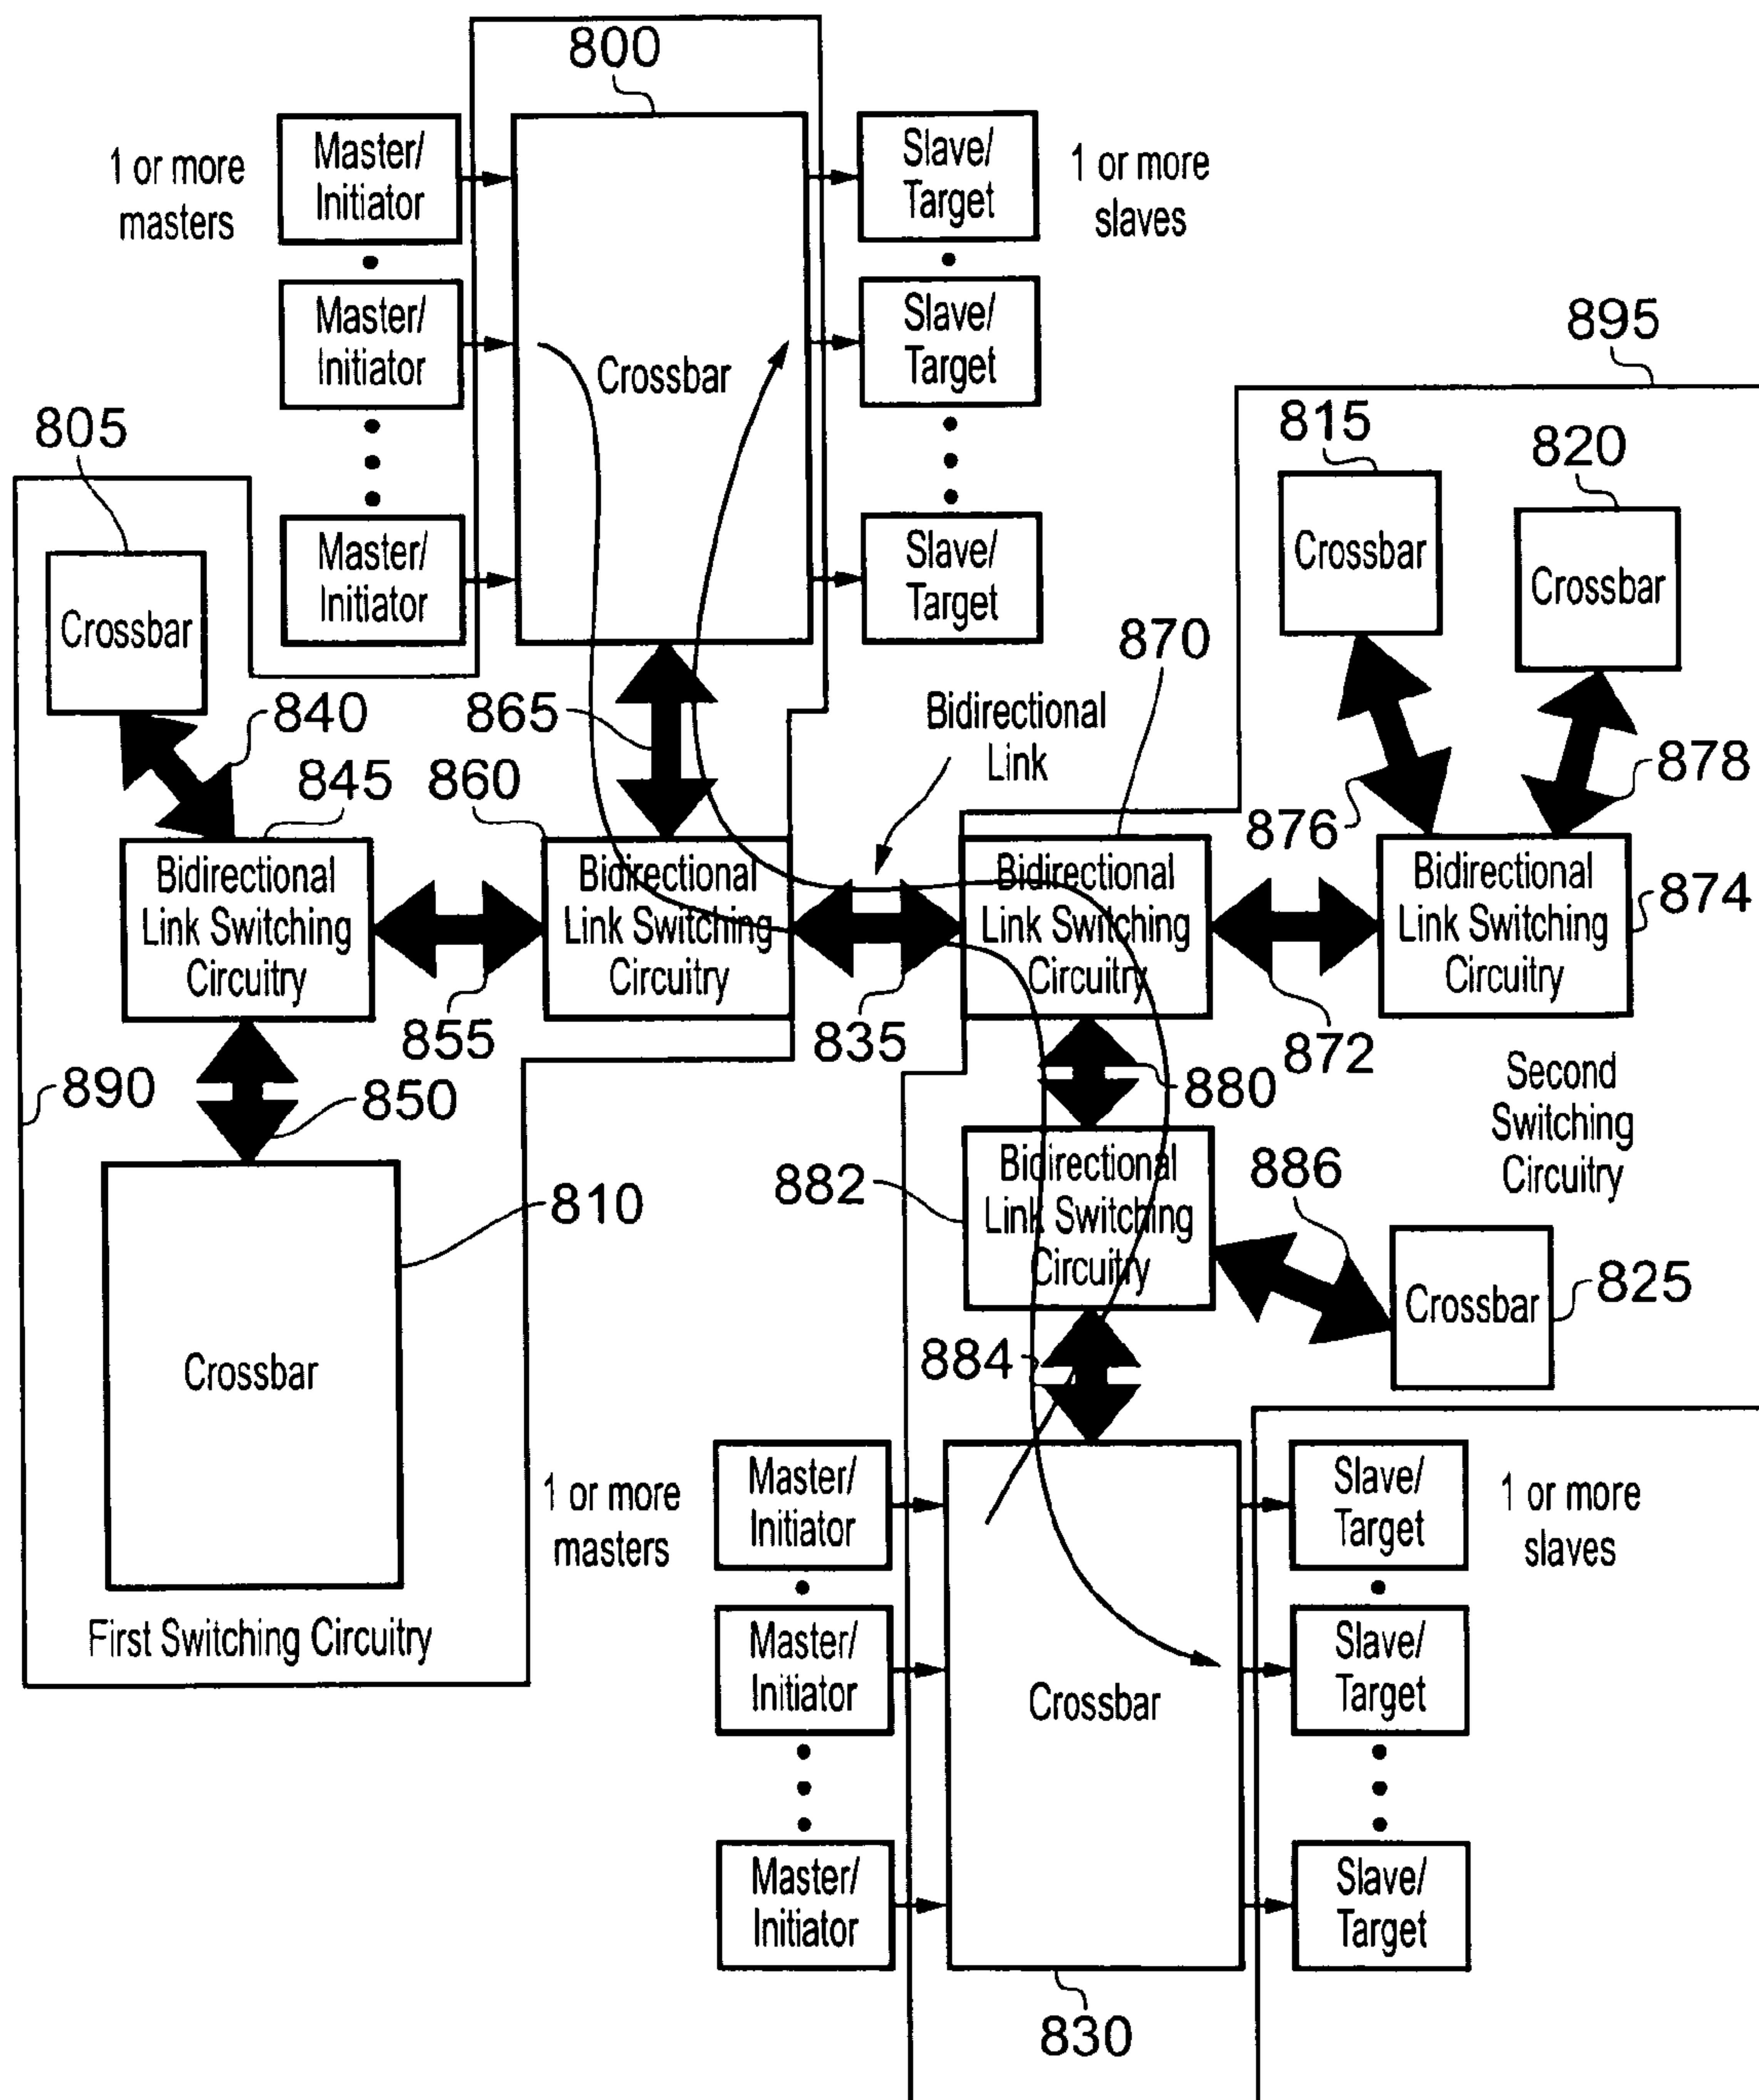 800
1 or more
masters
Master/
Initiator
Slave/
Target
1 or more
slaves
Master/
Initiator
Crossbar
Slave/
Target
895
805
815
820
Master/
Initiator
Slave/
Target
Crossbar
Crossbar
Crossbar
870
840
865
Bidirectional
Link
845
860
876
878
Bidirectional
Link Switching
Circuitry
Bidirectional
Link Switching
Circuitry
Bidirectional
Link Switching
Circuitry
Bidirectional
Link Switching
Circuitry
874
855
835
872
890
850
880
Second
Switching
Circuitry
882
Bidirectional
Link Switching
Circuitry
886
810
Crossbar
825
884
Crossbar
1 or more
masters
Master/
Initiator
Slave/
Target
1 or more
slaves
First Switching Circuitry
Master/
Initiator
Crossbar
Slave/
Target
Master/
Initiator
Slave/
Target
830